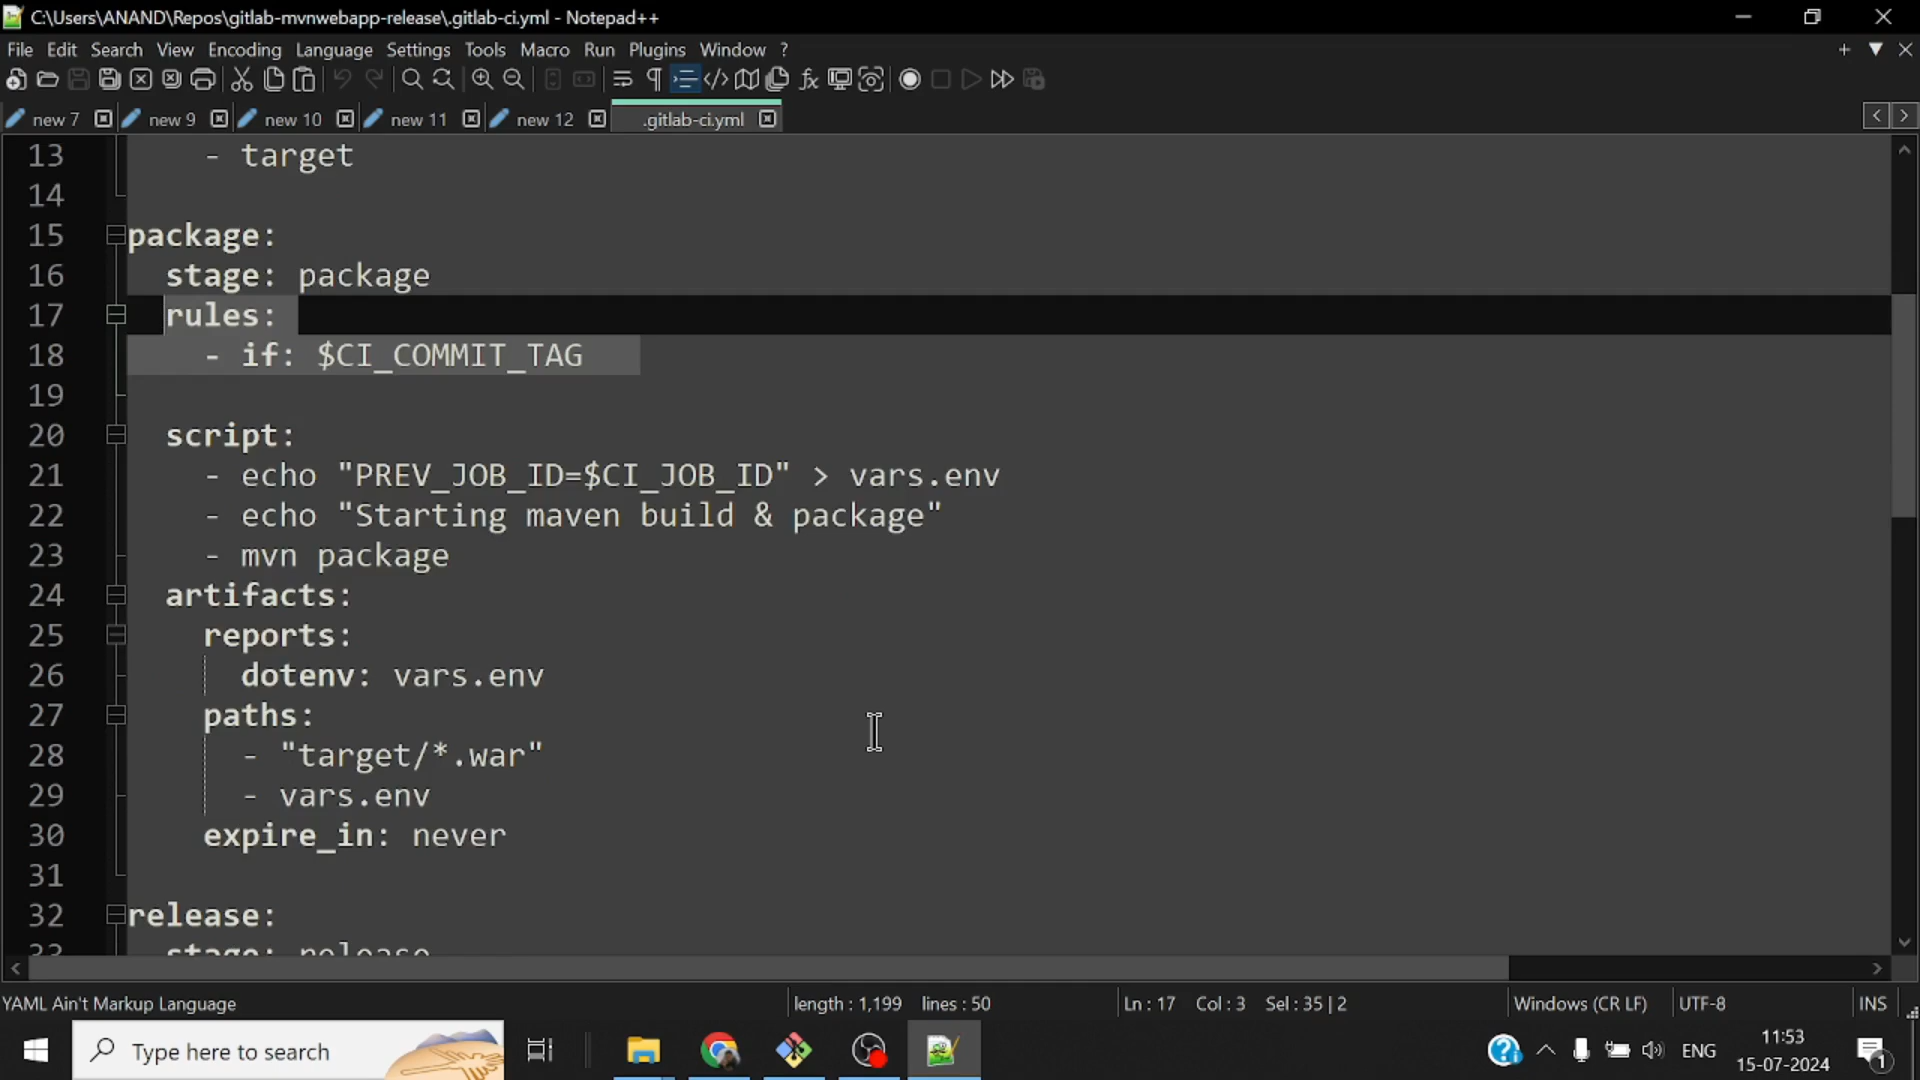 C:\Users\ANAND\Repos\gitlab-mvnwebapp-release\.gitlab-ci.yml - Notepad++
File Edit Search View Encoding Language Settings Tools Macro Run Plugins Window ?
new 7 new 9 new 10 new 11 new 12 .gitlab-ci.yml
13 - target
14
15 package:
16 stage: package
17 rules:
18 - if: $CI_COMMIT_TAG
19
20 script:
21 - echo "PREV_JOB_ID=$CI_JOB_ID" > vars.env
22 - echo "Starting maven build & package"
23 - mvn package
24 artifacts:
25 reports:
26 dotenv: vars.env
27 paths:
28 - "target/*.war"
29 - vars.env
30 expire_in: never
31
32 release:
33 stage: release
YAML Ain't Markup Language length : 1,199 lines : 50 Ln : 17 Col : 3 Sel : 35 | 2 Windows (CR LF) UTF-8 INS
Type here to search ENG 11:53
15-07-2024 1